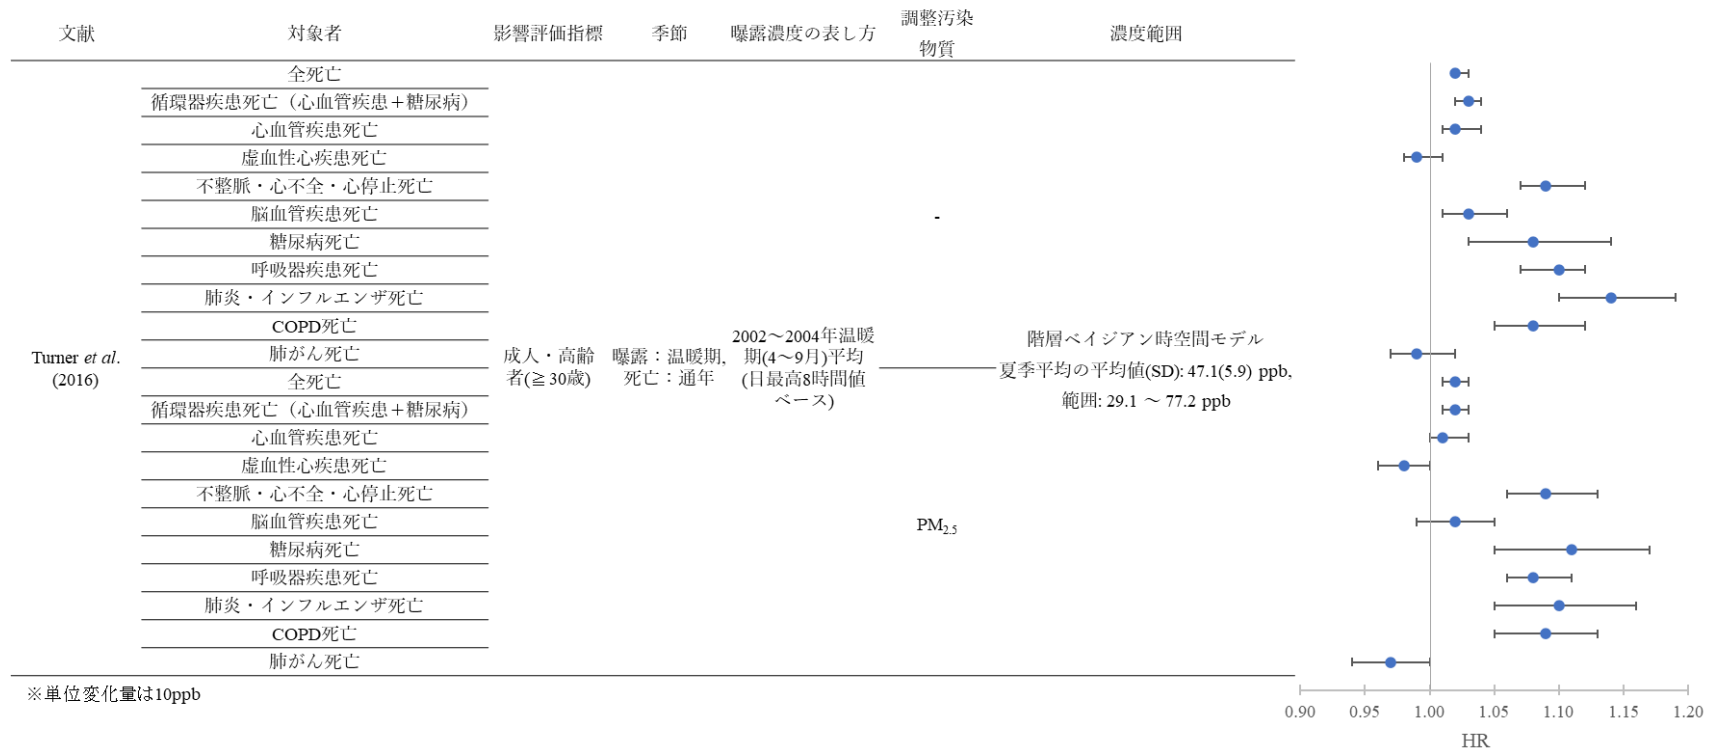 文献 対象者 影響評価指標 季節 曝露濃度の表し方 調整汚染物質 濃度範囲
全死亡
循環器疾患死亡（心血管疾患＋糖尿病）
心血管疾患死亡
虚血性心疾患死亡
不整脈・心不全・心停止死亡
脳血管疾患死亡
-
糖尿病死亡
呼吸器疾患死亡
肺炎・インフルエンザ死亡
COPD死亡
肺がん死亡
Turner et al.
(2016)
成人・高齢
者(≧30歳)
曝露：温暖期,
死亡：通年
2002～2004年温暖
期(4～9月)平均
(日最高8時間値
ベース)
階層ベイジアン時空間モデル
夏季平均の平均値(SD): 47.1(5.9) ppb,
範囲: 29.1 ～ 77.2 ppb
全死亡
循環器疾患死亡（心血管疾患＋糖尿病）
心血管疾患死亡
虚血性心疾患死亡
不整脈・心不全・心停止死亡
脳血管疾患死亡
PM2.5
糖尿病死亡
呼吸器疾患死亡
肺炎・インフルエンザ死亡
COPD死亡
肺がん死亡
※単位変化量は10ppb
0.90 0.95 1.00 1.05 1.10 1.15 1.20
HR